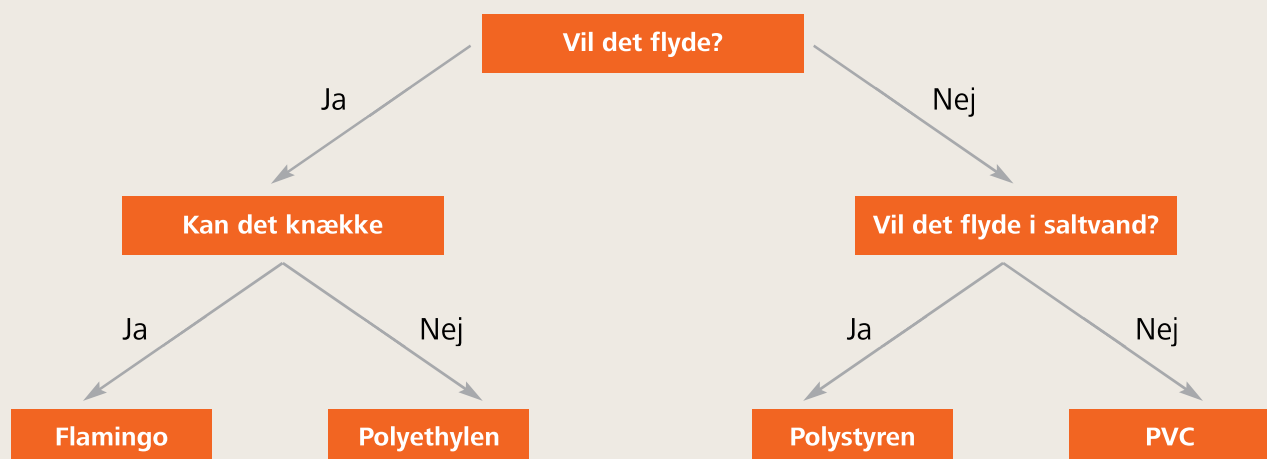 Vil det flyde?
Ja
Nej
Kan det knække
Vil det flyde i saltvand?
Ja
Nej
Ja
Nej
Flamingo
Polyethylen
Polystyren
PVC